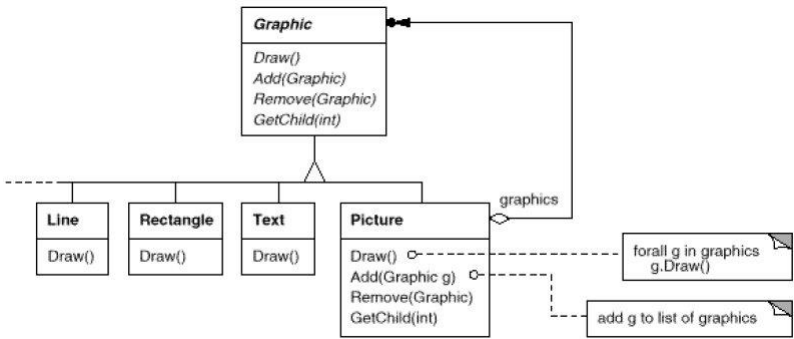 Graphic
Draw()
Add(Graphic)
Remove(Graphic)
GetChild(int)
graphics
Line
Draw()
Rectangle
Draw()
Text
Draw()
Picture
Draw()
Add(Graphic g)
Remove(Graphic)
GetChild(int)
forall g in graphics
g.Draw()
add g to list of graphics